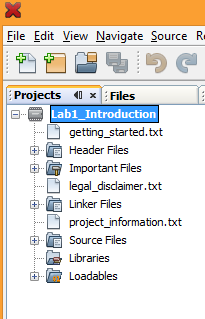 File Edit View Navigate Source
Projects Files
Lab1_Introduction
getting_started.txt
Header Files
Important Files
legal_disclaimer.txt
Linker Files
project_information.txt
Source Files
Libraries
Loadables